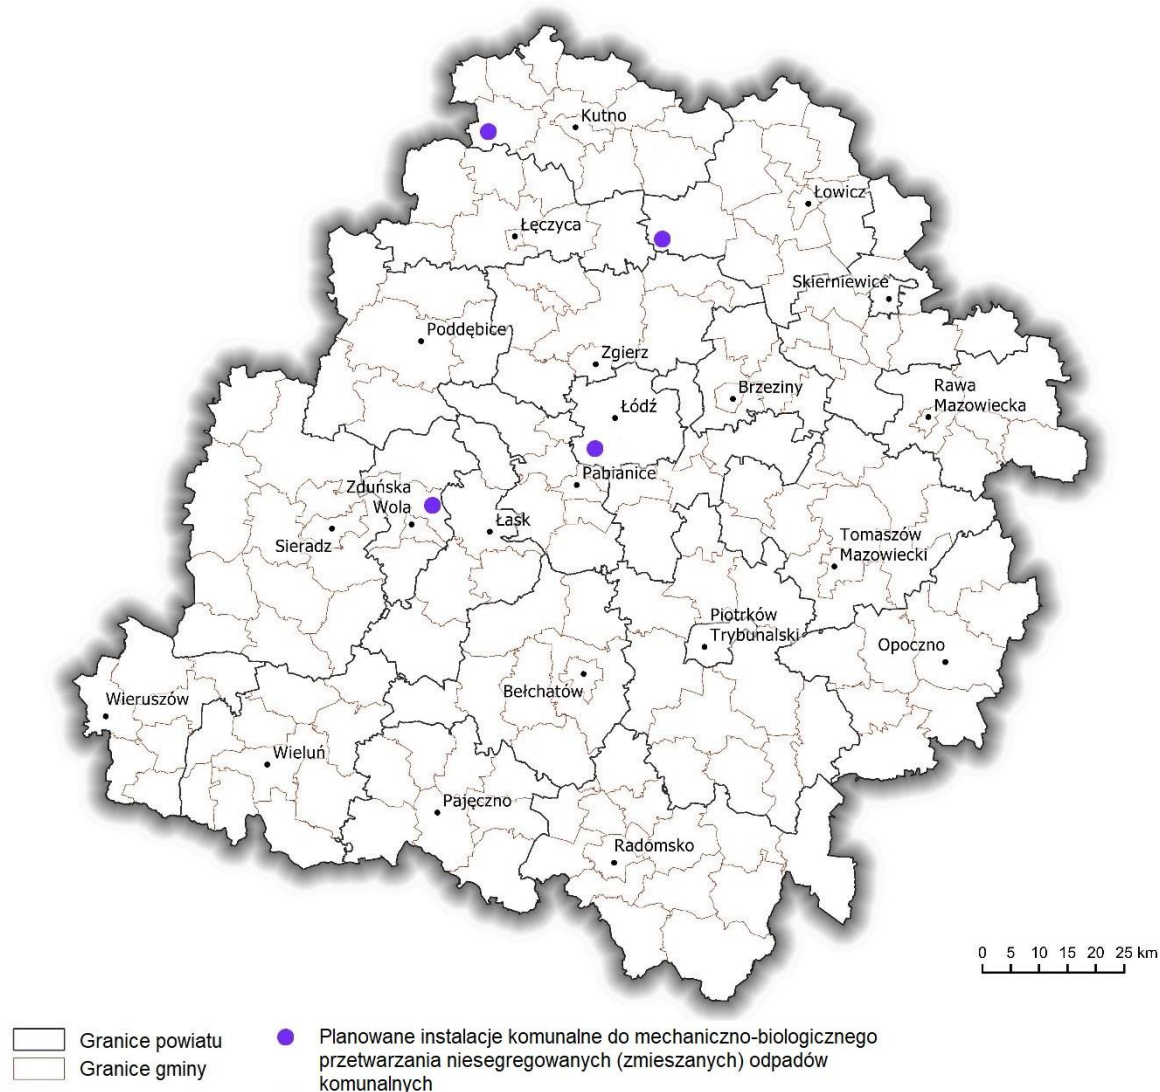 Kutno
Łowicz
Łęczyca
Skierniewice
Poddębice
Zgierz
Brzeziny
Rawa
Mazowiecka
Łódź
Pabianice
Zduńska
Wola
Łask
Sieradz
Tomaszów
Mazowiecki
Piotrków
Trybunalski
Opoczno
Bełchatów
Wieruszów
Wieluń
Pajęczno
Radomsko
0 5 10 15 20 25 km
Granice powiatu
Granice gminy
Planowane instalacje komunalne do mechaniczno-biologicznego
przetwarzania niesegregowanych (zmieszanych) odpadów
komunalnych